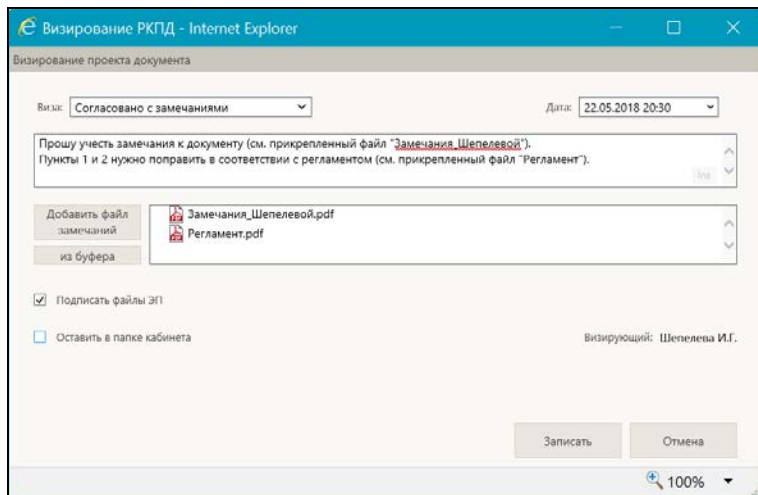 Визирование РКПД - Internet Explorer
Визирование проекта документа
Виза: Согласовано с замечаниями
Дата: 22.05.2018 20:30
Прошу учесть замечания к документу (см. прикрепленный файл "Замечания_Шепелевой").
Пункты 1 и 2 нужно поправить в соответствии с регламентом (см. прикрепленный файл "Регламент").
Ins
Добавить файл
замечаний
Замечания_Шепелевой.pdf
Регламент.pdf
из буфера
Подписать файлы ЭП
Оставить в папке кабинета
Визирующий: Шепелева И.Г.
Записать
Отмена
100%